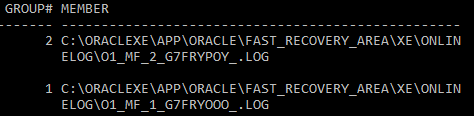 GROUP# MEMBER
--------------------------------------------------------
2 C:\ORACLEXE\APP\ORACLE\FAST_RECOVERY_AREA\XE\ONLIN
ELOG\O1_MF_2_G7FRYPOY_.LOG
1 C:\ORACLEXE\APP\ORACLE\FAST_RECOVERY_AREA\XE\ONLIN
ELOG\O1_MF_1_G7FRYOOO_.LOG